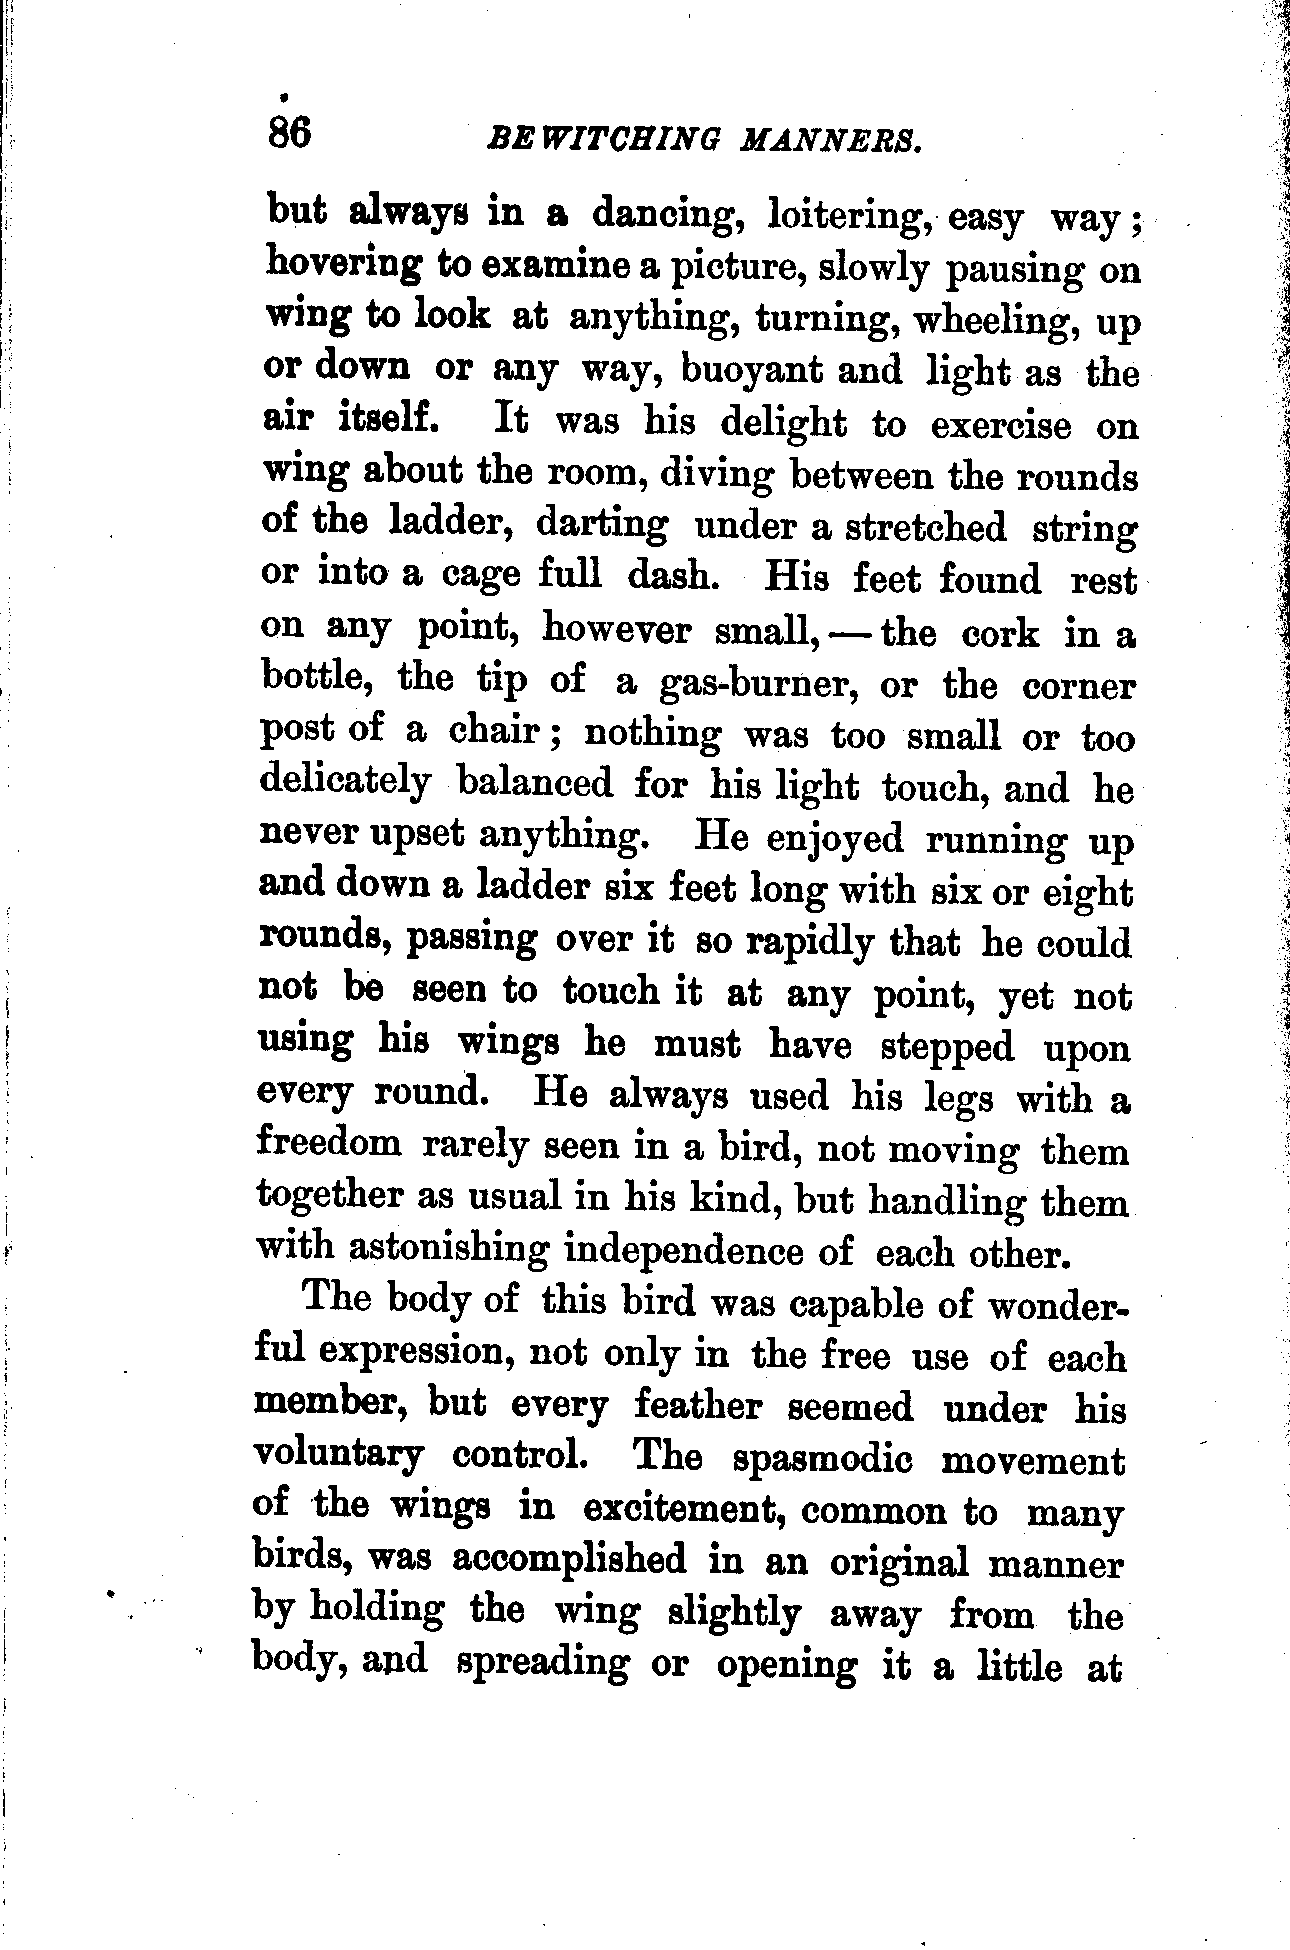 86 BEWITCHING MANNERS.
but always in a dancing, loitering, easy way;
hovering to examine a picture, slowly pausing on
wing to look at anything, turning, wheeling, up
or down or any way, buoyant and light as the
air itself. It was his delight to exercise on
wing about the room, diving between the rounds
of the ladder, darting under a stretched string
or into a cage full dash. His feet found rest
on any point, however small,—the cork in a
bottle, the tip of a gas-burner, or the corner
post of a chair; nothing was too small or too
delicately balanced for his light touch, and he
never upset anything. He enjoyed running up
and down a ladder six feet long with six or eight
rounds, passing over it so rapidly that he could
not be seen to touch it at any point, yet not
using his wings he must have stepped upon
every round. He always used his legs with a
freedom rarely seen in a bird, not moving them
together as usual in his kind, but handling them
with astonishing independence of each other.
The body of this bird was capable of wonder-
ful expression, not only in the free use of each
member, but every feather seemed under his
voluntary control. The spasmodic movement
of the wings in excitement, common to many
birds, was accomplished in an original manner
by holding the wing slightly away from the
body, and spreading or opening it a little at